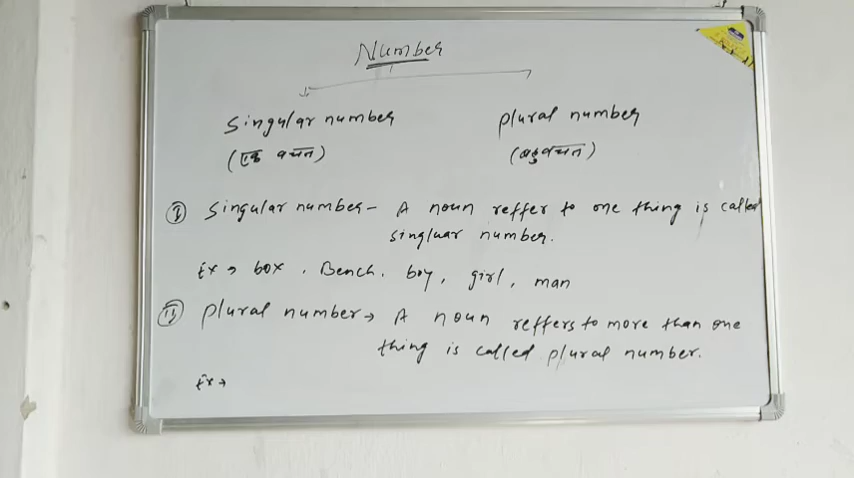 Number
Singular number plural number
(एक वचन) (बहुवचन)
(i) Singular number – A noun reffer to one thing is called
singluar number.
Ex → box, Bench, boy, girl, man
(ii) plural number → A noun reffers to more than one
thing is called plural number.
Ex →